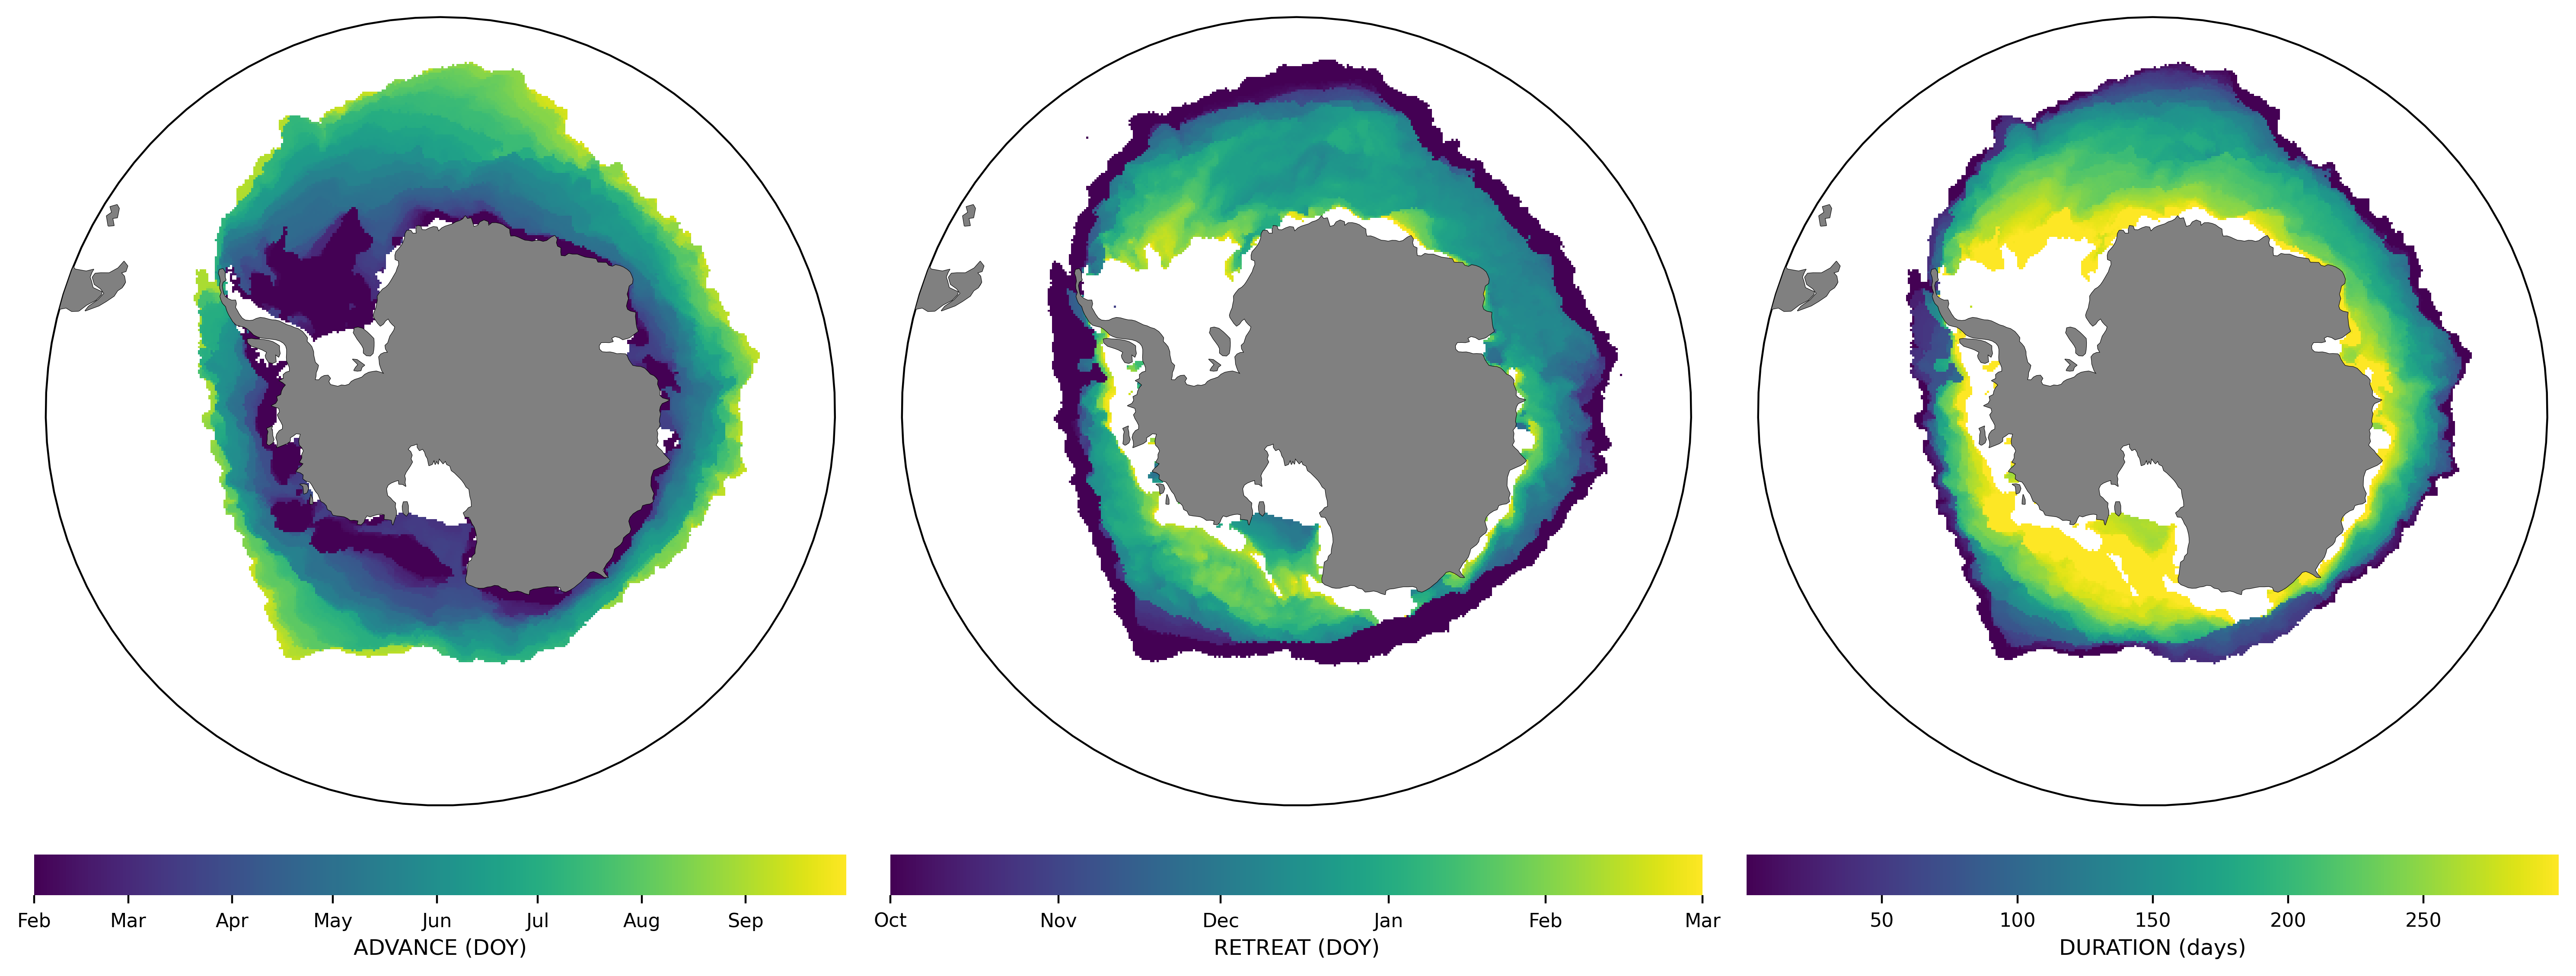 Feb Mar Apr May Jun Jul Aug Sep
ADVANCE (DOY)
Oct Nov Dec Jan Feb Mar
RETREAT (DOY)
50 100 150 200 250
DURATION (days)